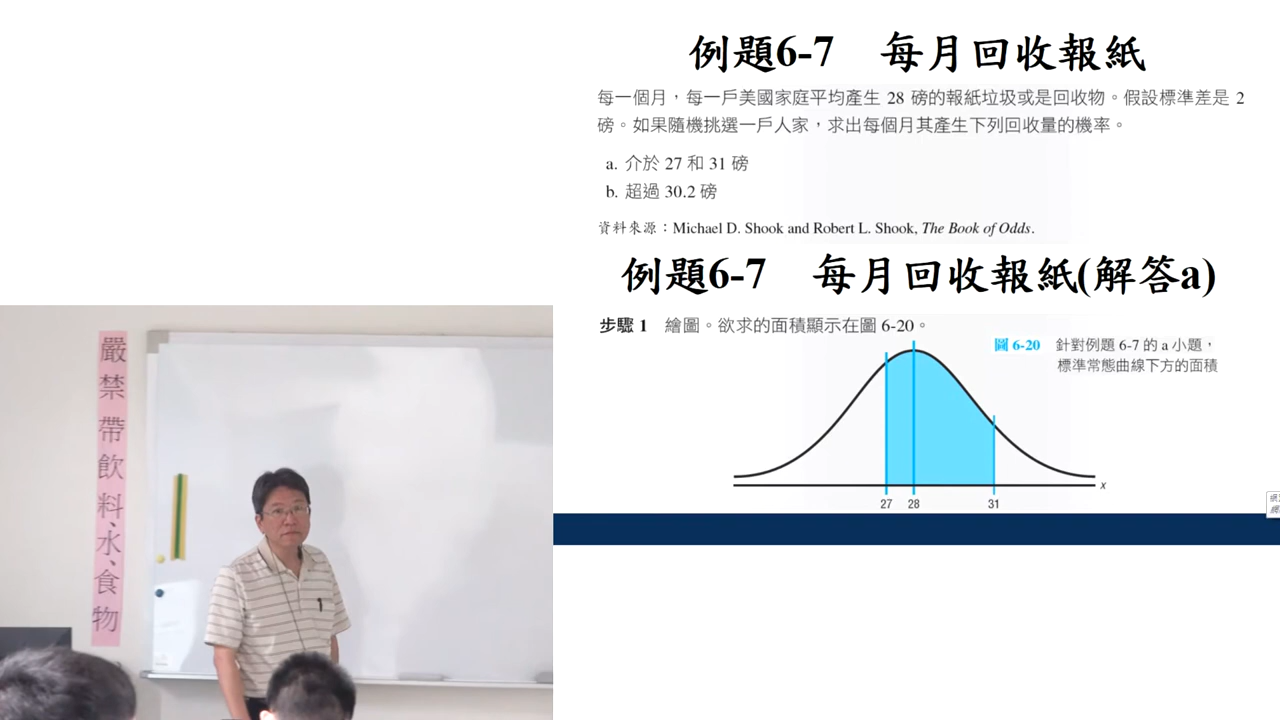 例題6-7 每月回收報紙
每一個月，每一戶美國家庭平均產生 28 磅的報紙垃圾或是回收物。假設標準差是 2
磅。如果隨機挑選一戶人家，求出每個月其產生下列回收量的機率。
a. 介於 27 和 31 磅
b. 超過 30.2 磅
資料來源：Michael D. Shook and Robert L. Shook, The Book of Odds.
例題6-7 每月回收報紙(解答a)
步驟 1 繪圖。欲求的面積顯示在圖 6-20。
圖 6-20 針對例題 6-7 的 a 小題，
標準常態曲線下方的面積
x
27 28 31
嚴禁帶飲料、水、食物